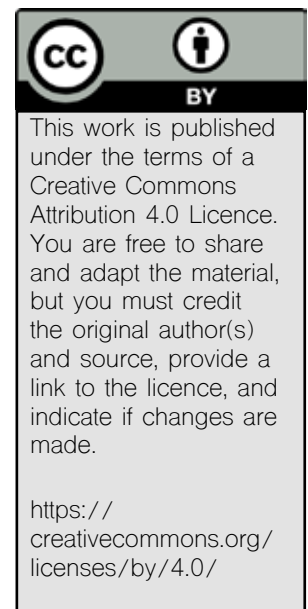 cc
BY
This work is published
under the terms of a
Creative Commons
Attribution 4.0 Licence.
You are free to share
and adapt the material,
but you must credit
the original author(s)
and source, provide a
link to the licence, and
indicate if changes are
made.
https://
creativecommons.org/
licenses/by/4.0/